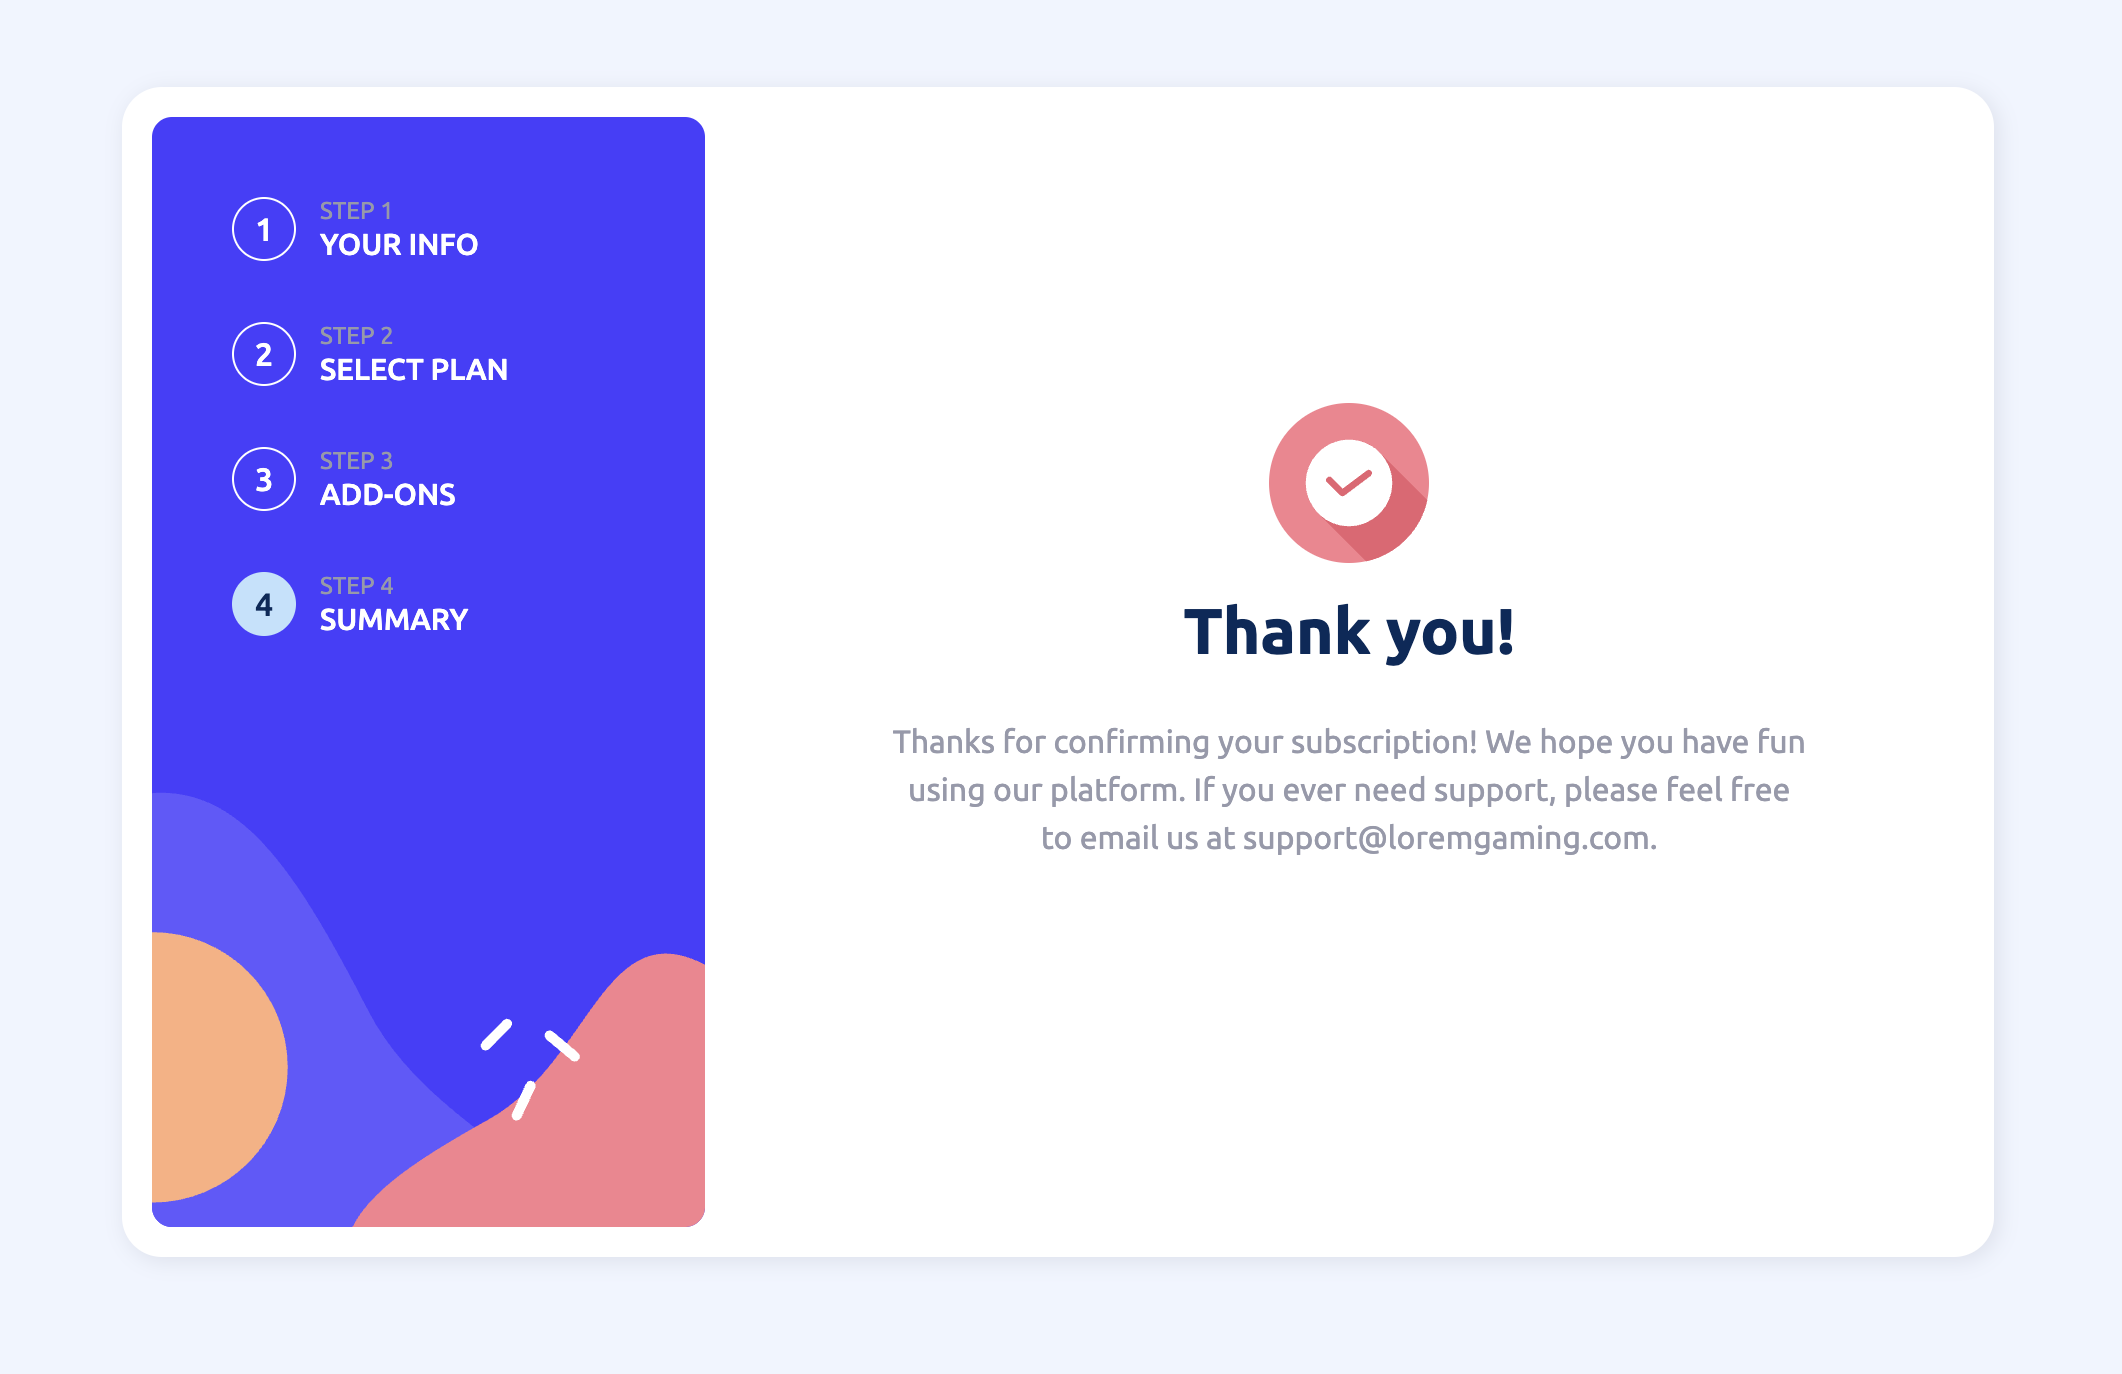 1
STEP 1
YOUR INFO
2
STEP 2
SELECT PLAN
3
STEP 3
ADD-ONS
4
STEP 4
SUMMARY
Thank you!
Thanks for confirming your subscription! We hope you have fun
using our platform. If you ever need support, please feel free
to email us at support@loremgaming.com.